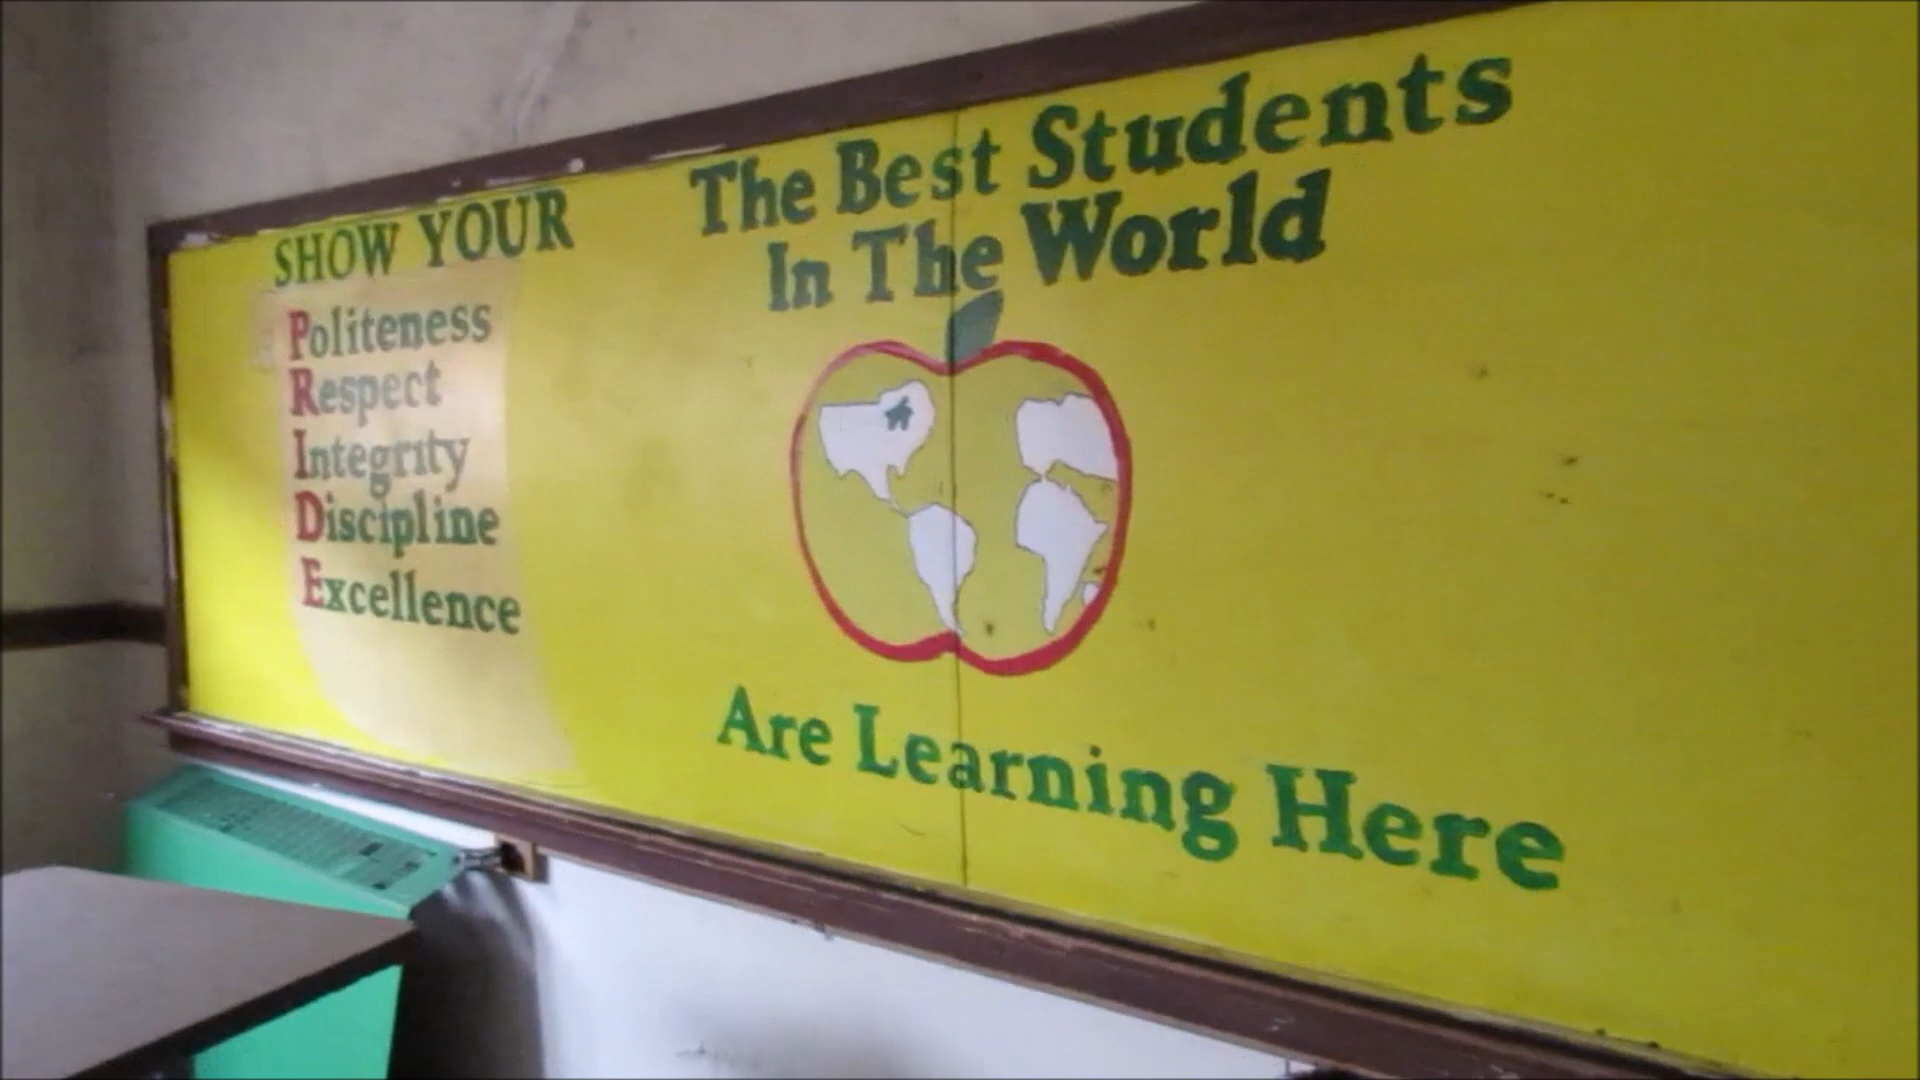 SHOW YOUR
Politeness
Respect
Integrity
Discipline
Excellence
The Best Students
In The World
Are Learning Here